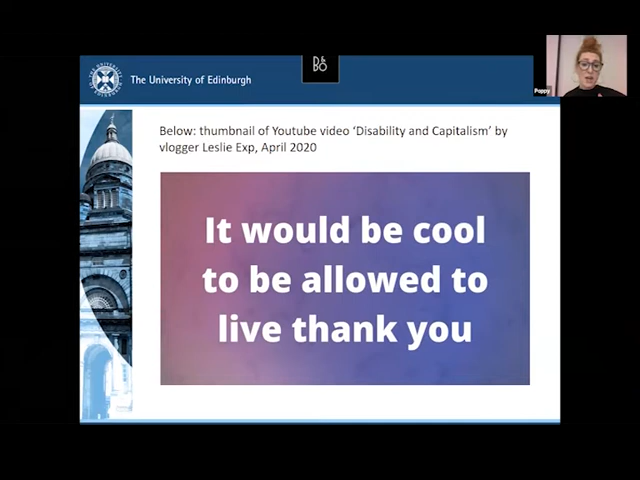 The University of Edinburgh
D&
BO
Poppy
Below: thumbnail of Youtube video ‘Disability and Capitalism’ by
vlogger Leslie Exp, April 2020
It would be cool
to be allowed to
live thank you